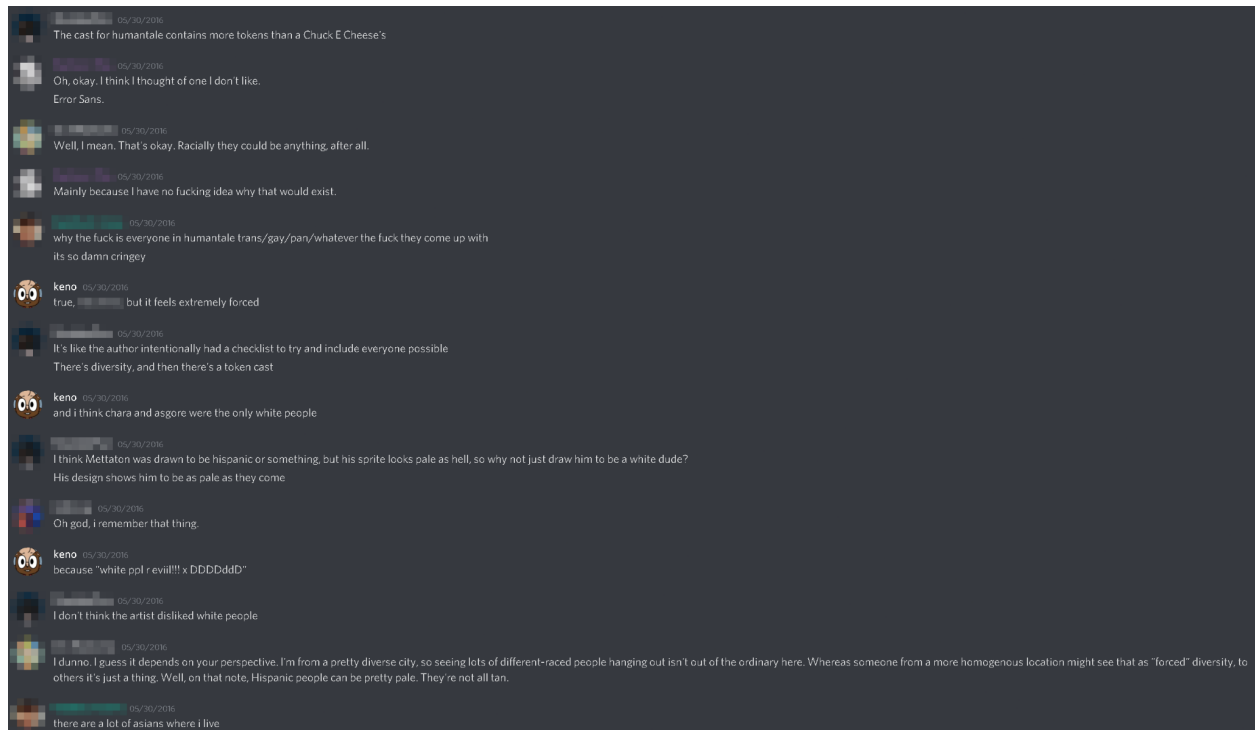 05/30/2016
The cast for humantale contains more tokens than a Chuck E Cheese's
05/30/2016
Oh, okay. I think I thought of one I don't like.
Error Sans.
05/30/2016
Well, I mean. That's okay. Racially they could be anything, after all.
05/30/2016
Mainly because I have no fucking idea why that would exist.
05/30/2016
why the fuck is everyone in humantale trans/gay/pan/whatever the fuck they come up with
its so damn cringey
keno 05/30/2016
true, but it feels extremely forced
05/30/2016
It's like the author intentionally had a checklist to try and include everyone possible
There's diversity, and then there's a token cast
keno 05/30/2016
and i think chara and asgore were the only white people
05/30/2016
I think Mettaton was drawn to be hispanic or something, but his sprite looks pale as hell, so why not just draw him to be a white dude?
His design shows him to be as pale as they come
05/30/2016
Oh god, i remember that thing.
keno 05/30/2016
because "white ppl r eviil!!! x DDDDddD"
05/30/2016
I don't think the artist disliked white people
05/30/2016
I dunno. I guess it depends on your perspective. I'm from a pretty diverse city, so seeing lots of different-raced people hanging out isn't out of the ordinary here. Whereas someone from a more homogenous location might see that as "forced" diversity, to
others it's just a thing. Well, on that note, Hispanic people can be pretty pale. They're not all tan.
05/30/2016
there are a lot of asians where i live